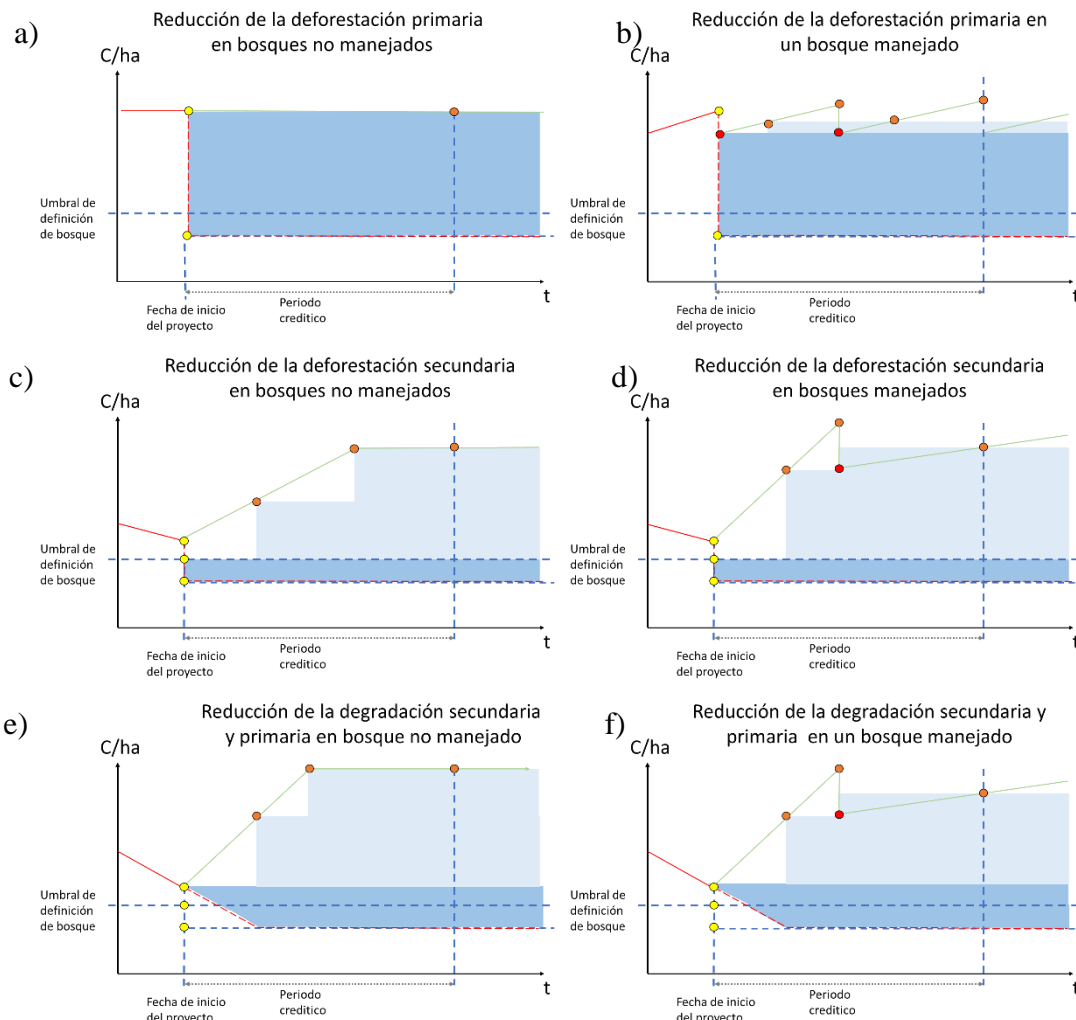 a)
Reducción de la deforestación primaria
en bosques no manejados
C/ha
Umbral de
definición
de bosque
t
Fecha de inicio
del proyecto
Periodo
creditico
b)
Reducción de la deforestación primaria en
un bosque manejado
C/ha
Umbral de
definición
de bosque
t
Fecha de inicio
del proyecto
Periodo
creditico
c)
Reducción de la deforestación secundaria
en bosques no manejados
C/ha
Umbral de
definición
de bosque
t
Fecha de inicio
del proyecto
Periodo
creditico
d)
Reducción de la deforestación secundaria
en bosques manejados
C/ha
Umbral de
definición
de bosque
t
Fecha de inicio
del proyecto
Periodo
creditico
e)
Reducción de la degradación secundaria
y primaria en bosque no manejado
C/ha
Umbral de
definición
de bosque
t
Fecha de inicio
del proyecto
Periodo
creditico
f)
Reducción de la degradación secundaria y
primaria en un bosque manejado
C/ha
Umbral de
definición
de bosque
t
Fecha de inicio
del proyecto
Periodo
creditico